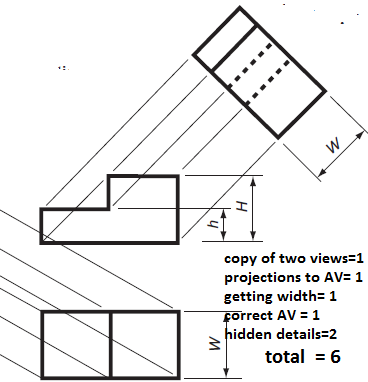 W
H
h
W
copy of two views=1
projections to AV= 1
getting width= 1
correct AV = 1
hidden details=2
total = 6